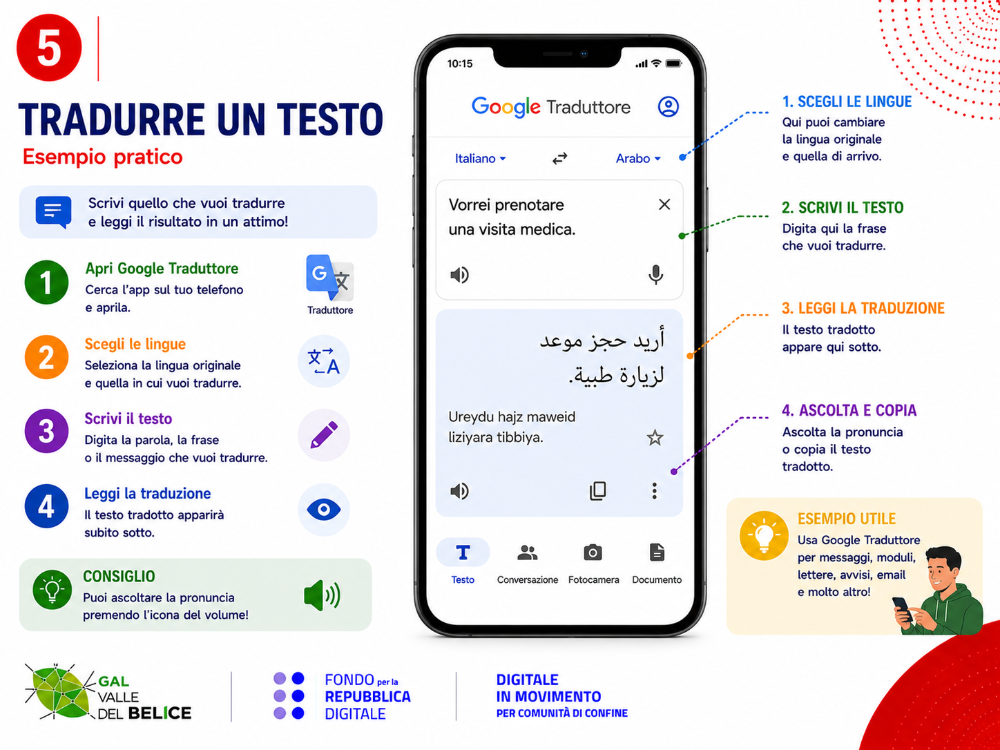 5
TRADURRE UN TESTO
Esempio pratico
Scrivi quello che vuoi tradurre
e leggi il risultato in un attimo!
1
Apri Google Traduttore
Cerca l'app sul tuo telefono
e aprila.
G 文
Traduttore
2
Scegli le lingue
Seleziona la lingua originale
e quella in cui vuoi tradurre.
文 A
3
Scrivi il testo
Digita la parola, la frase
o il messaggio che vuoi tradurre.
4
Leggi la traduzione
Il testo tradotto apparirà
subito sotto.
CONSIGLIO
Puoi ascoltare la pronuncia
premendo l'icona del volume!
10:15
Google Traduttore
Italiano
Arabo
Vorrei prenotare
una visita medica.
أريد حجز موعد
لزيارة طبية.
Ureydu hajz maweid
liziyara tibbiya.
T
Testo
Conversazione
Fotocamera
Documento
1. SCEGLI LE LINGUE
Qui puoi cambiare
la lingua originale
e quella di arrivo.
2. SCRIVI IL TESTO
Digita qui la frase
che vuoi tradurre.
3. LEGGI LA TRADUZIONE
Il testo tradotto
appare qui sotto.
4. ASCOLTA E COPIA
Ascolta la pronuncia
o copia il testo
tradotto.
ESEMPIO UTILE
Usa Google Traduttore
per messaggi, moduli,
lettere, avvisi, email
e molto altro!
GAL
VALLE
DEL BELICE
FONDO per la
REPUBBLICA
DIGITALE
DIGITALE
IN MOVIMENTO
PER COMUNITÀ DI CONFINE